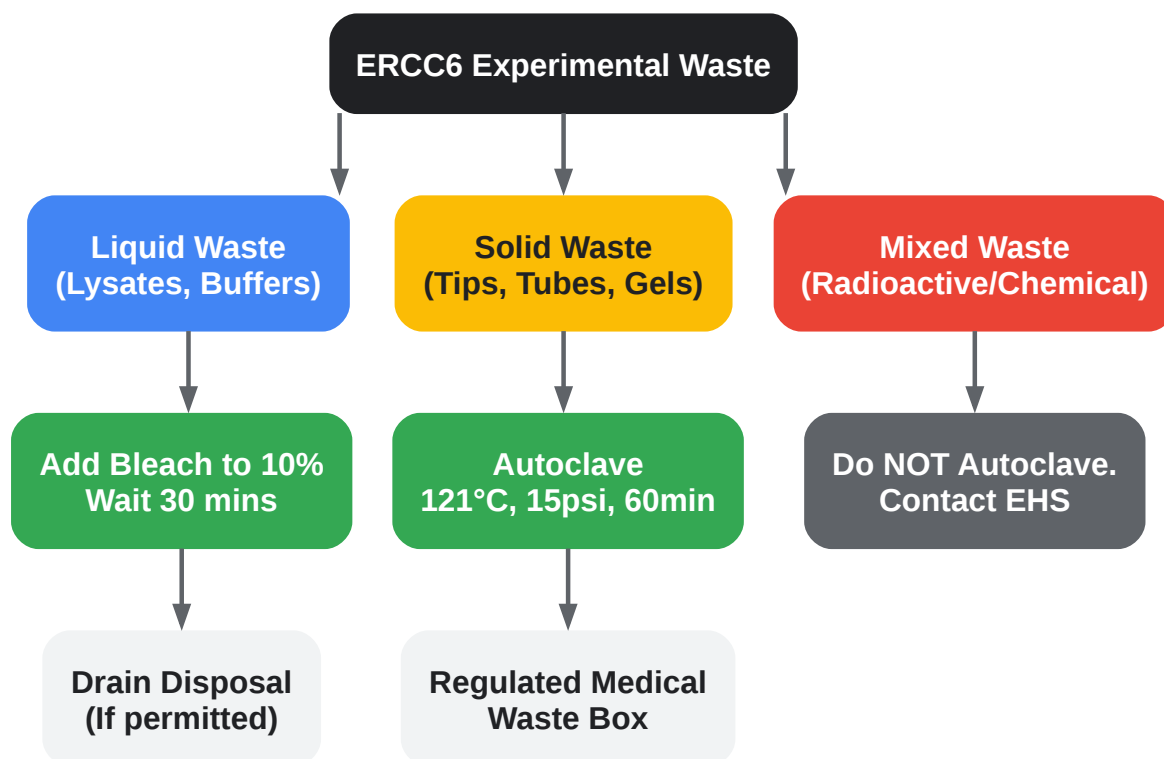 ERCC6 Experimental Waste
Liquid Waste
(Lysates, Buffers)
Solid Waste
(Tips, Tubes, Gels)
Mixed Waste
(Radioactive/Chemical)
Add Bleach to 10%
Wait 30 mins
Autoclave
121°C, 15psi, 60min
Do NOT Autoclave.
Contact EHS
Drain Disposal
(If permitted)
Regulated Medical
Waste Box